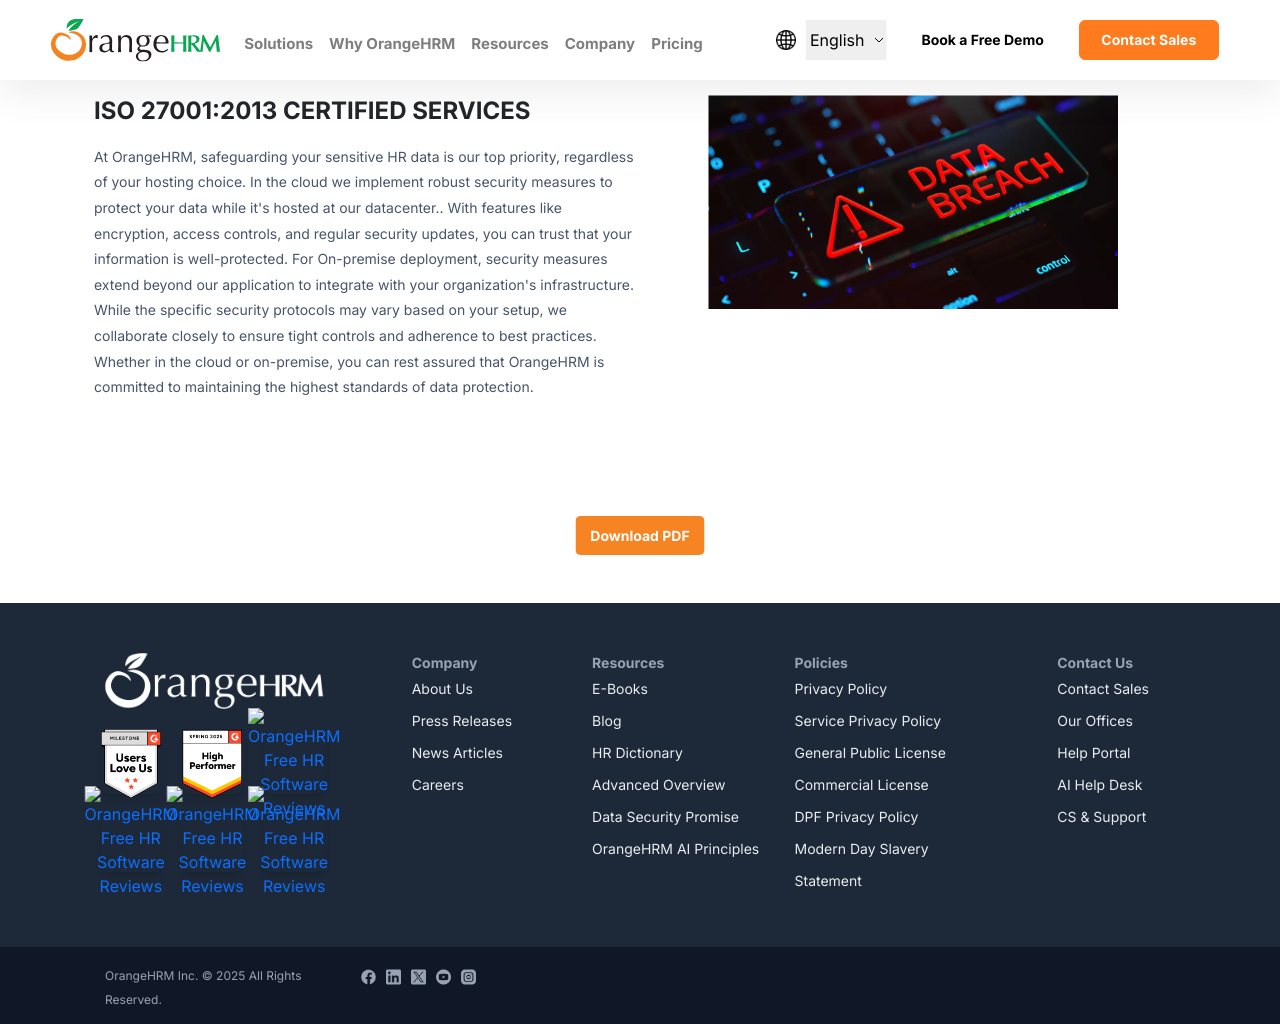 OrangeHRM
Solutions
Why OrangeHRM
Resources
Company
Pricing
English
Book a Free Demo
Contact Sales
ISO 27001:2013 CERTIFIED SERVICES
At OrangeHRM, safeguarding your sensitive HR data is our top priority, regardless
of your hosting choice. In the cloud we implement robust security measures to
protect your data while it's hosted at our datacenter.. With features like
encryption, access controls, and regular security updates, you can trust that your
information is well-protected. For On-premise deployment, security measures
extend beyond our application to integrate with your organization's infrastructure.
While the specific security protocols may vary based on your setup, we
collaborate closely to ensure tight controls and adherence to best practices.
Whether in the cloud or on-premise, you can rest assured that OrangeHRM is
committed to maintaining the highest standards of data protection.
DATA
BREACH
O
P
L
shift
alt
control
option
Download PDF
OrangeHRM
MILESTONE
Users
Love Us
SPRING 2025
High
Performer
OrangeHRM
Free HR
Software
Reviews
OrangeHRM
Free HR
Software
Reviews
OrangeHRM
Free HR
Software
Reviews
OrangeHRM
Free HR
Software
Reviews
Company
About Us
Press Releases
News Articles
Careers
Resources
E-Books
Blog
HR Dictionary
Advanced Overview
Data Security Promise
OrangeHRM AI Principles
Policies
Privacy Policy
Service Privacy Policy
General Public License
Commercial License
DPF Privacy Policy
Modern Day Slavery
Statement
Contact Us
Contact Sales
Our Offices
Help Portal
AI Help Desk
CS & Support
OrangeHRM Inc. © 2025 All Rights
Reserved.